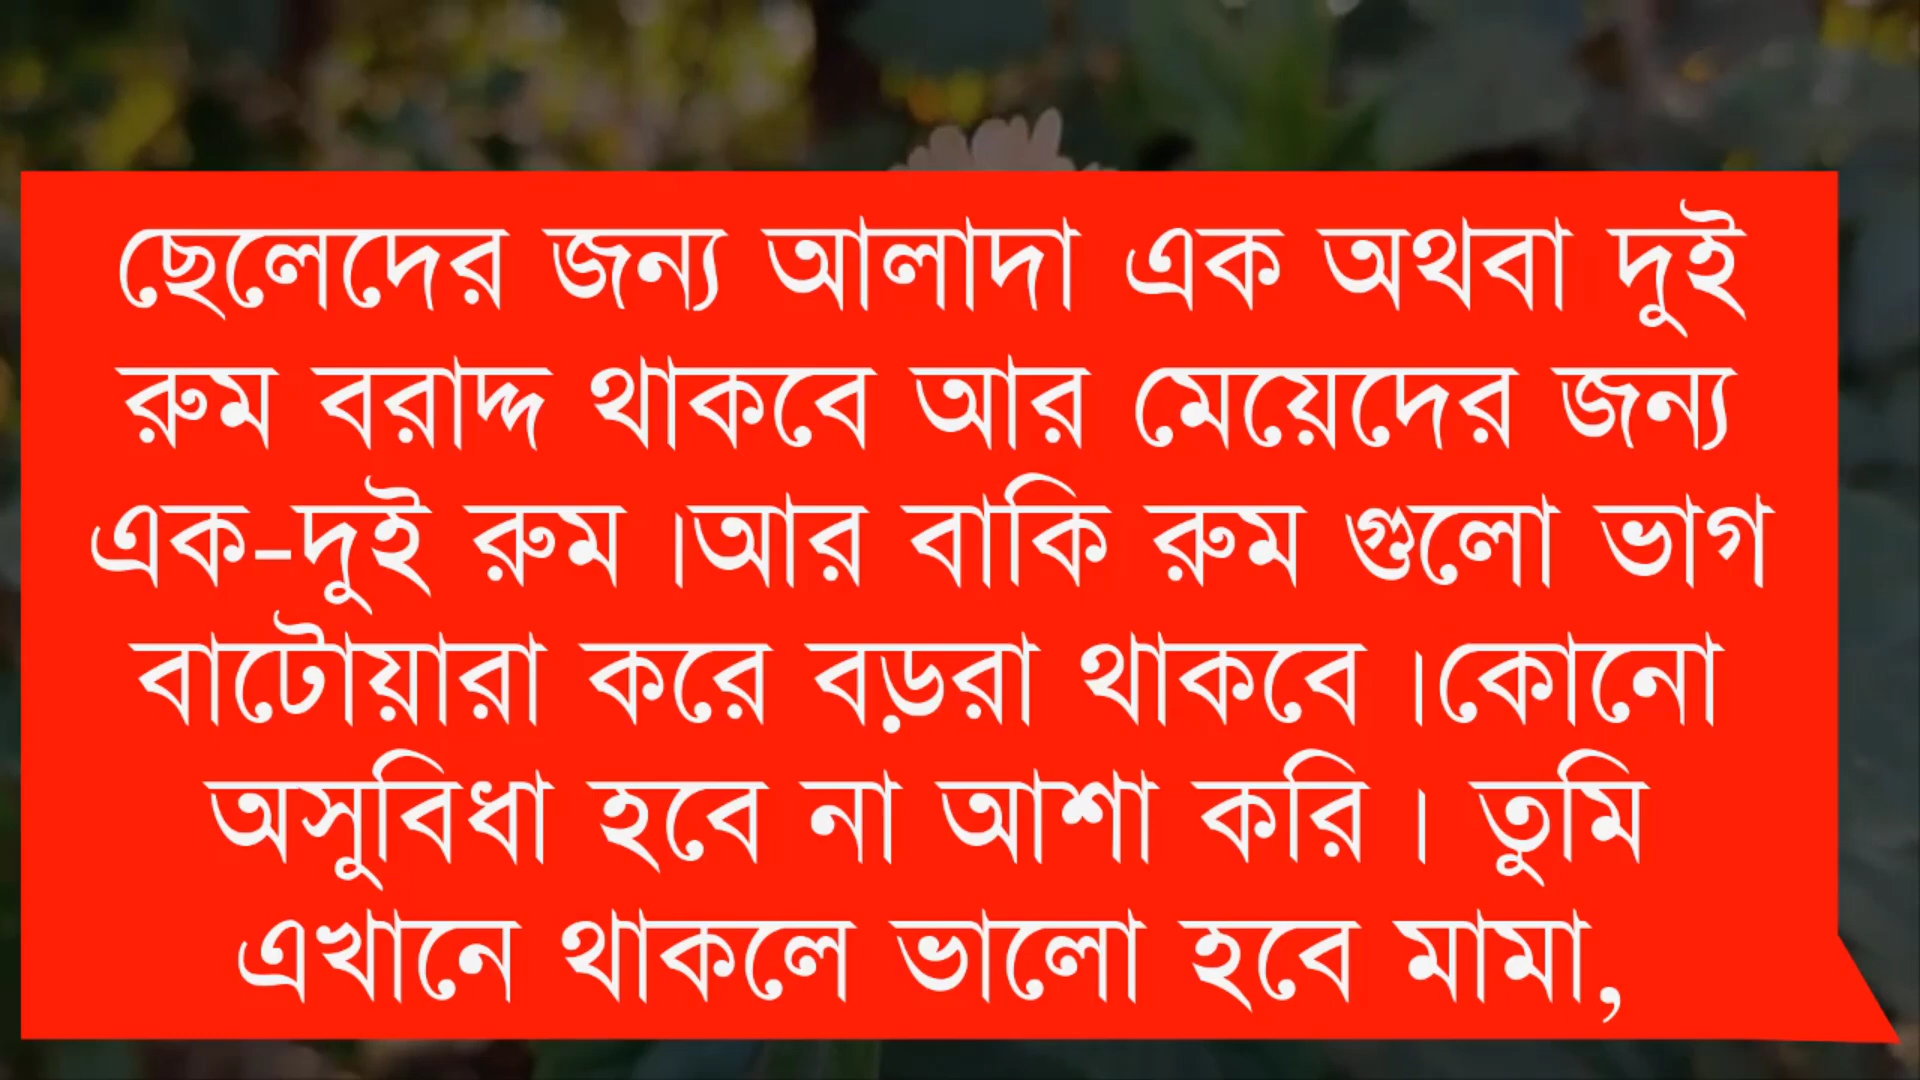 ছেলেদের জন্য আলাদা এক অথবা দুই
রুম বরাদ্দ থাকবে আর মেয়েদের জন্য
এক-দুই রুম ।আর বাকি রুম গুলো ভাগ
বাটোয়ারা করে বড়রা থাকবে ।কোনো
অসুবিধা হবে না আশা করি । তুমি
এখানে থাকলে ভালো হবে মামা,